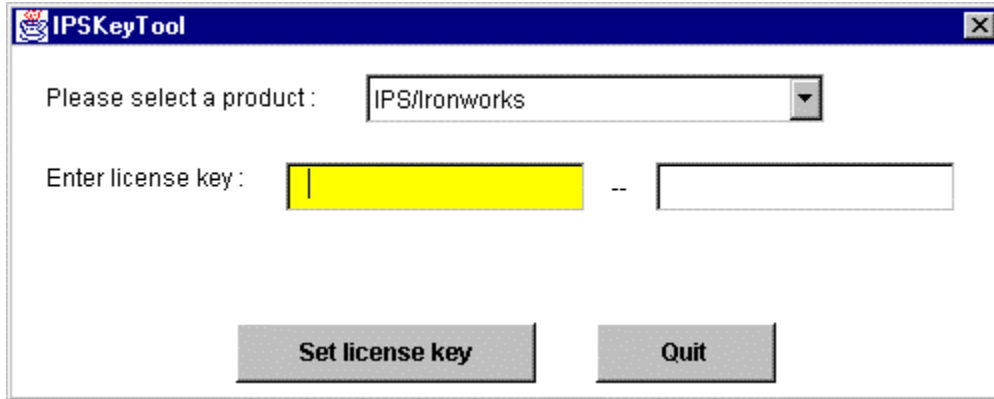 IPSKeyTool
Please select a product : IPS/Ironworks
Enter license key : --
Set license key Quit